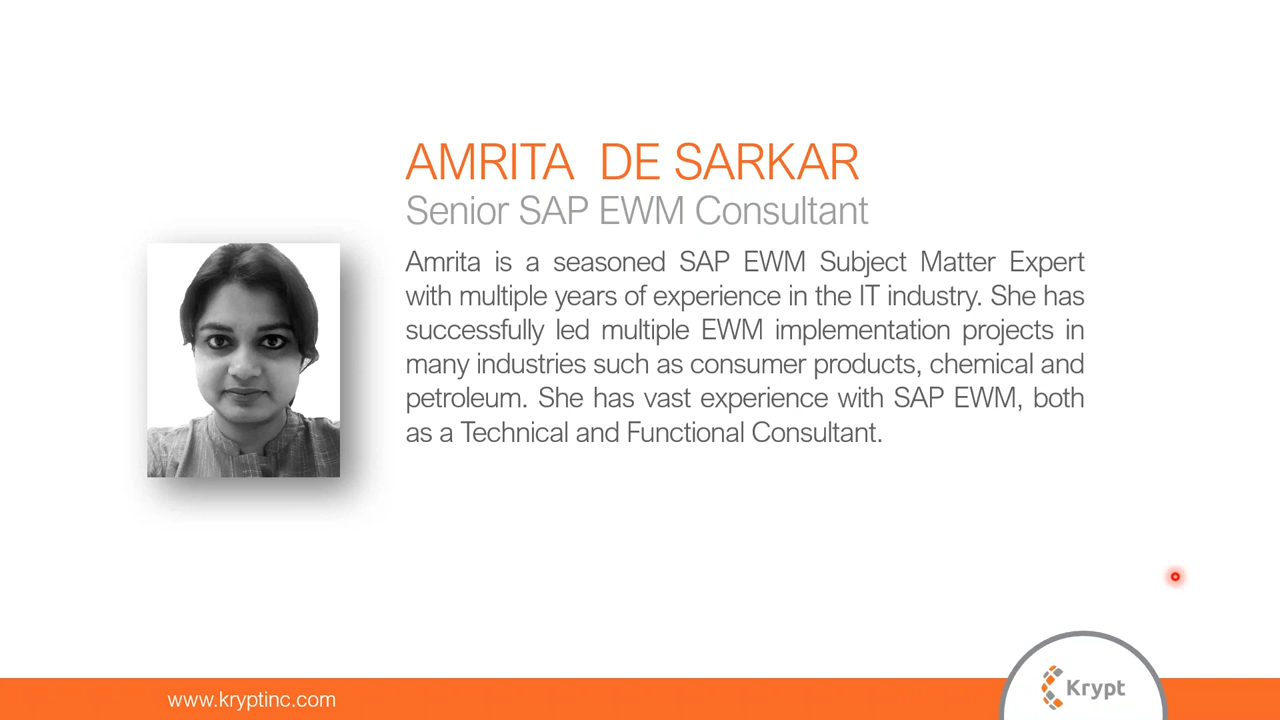 AMRITA DE SARKAR
Senior SAP EWM Consultant
Amrita is a seasoned SAP EWM Subject Matter Expert
with multiple years of experience in the IT industry. She has
successfully led multiple EWM implementation projects in
many industries such as consumer products, chemical and
petroleum. She has vast experience with SAP EWM, both
as a Technical and Functional Consultant.
www.kryptinc.com
Krypt